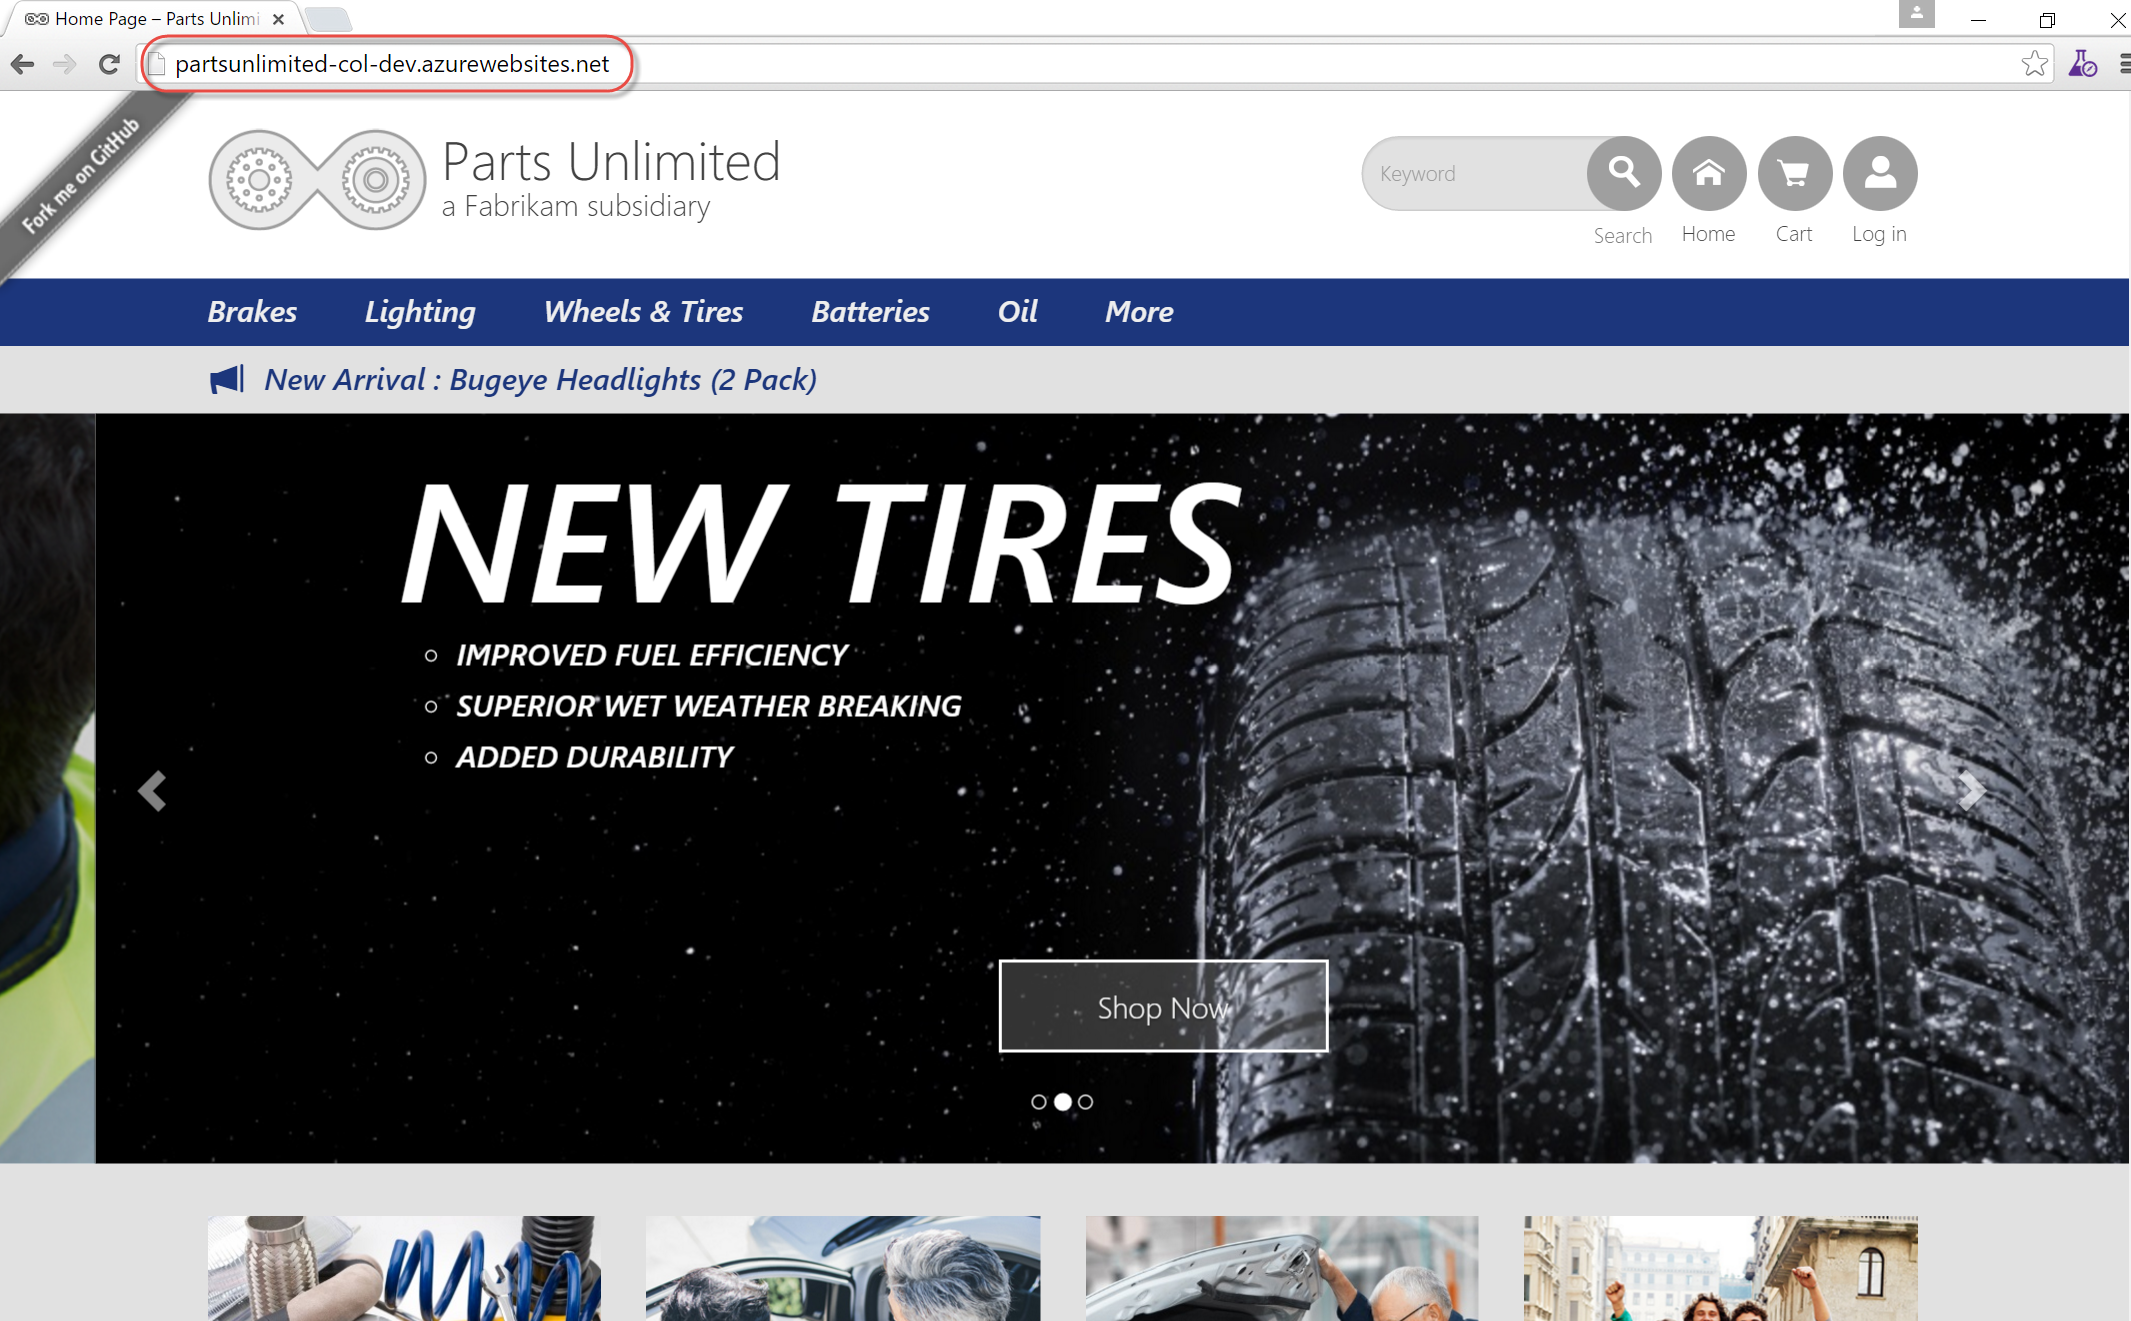 Home Page – Parts Unlimi
partsunlimited-col-dev.azurewebsites.net
Fork me on GitHub
Parts Unlimited
a Fabrikam subsidiary
Keyword
Search
Home
Cart
Log in
Brakes
Lighting
Wheels & Tires
Batteries
Oil
More
New Arrival : Bugeye Headlights (2 Pack)
NEW TIRES
IMPROVED FUEL EFFICIENCY
SUPERIOR WET WEATHER BREAKING
ADDED DURABILITY
Shop Now